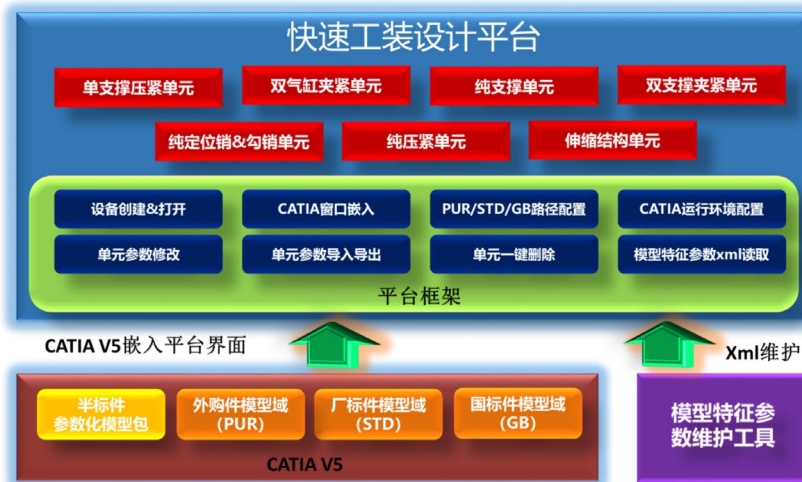 快速工装设计平台
单支撑压紧单元 双气缸夹紧单元 纯支撑单元 双支撑夹紧单元
纯定位销&勾销单元 纯压紧单元 伸缩结构单元
设备创建&打开 CATIA窗口嵌入 PUR/STD/GB路径配置 CATIA运行环境配置
单元参数修改 单元参数导入导出 单元一键删除 模型特征参数xml读取
平台框架
CATIA V5嵌入平台界面
Xml维护
半标件
参数化模型包
外购件模型域
(PUR)
厂标件模型域
(STD)
国标件模型域
(GB)
CATIA V5
模型特征参
数维护工具